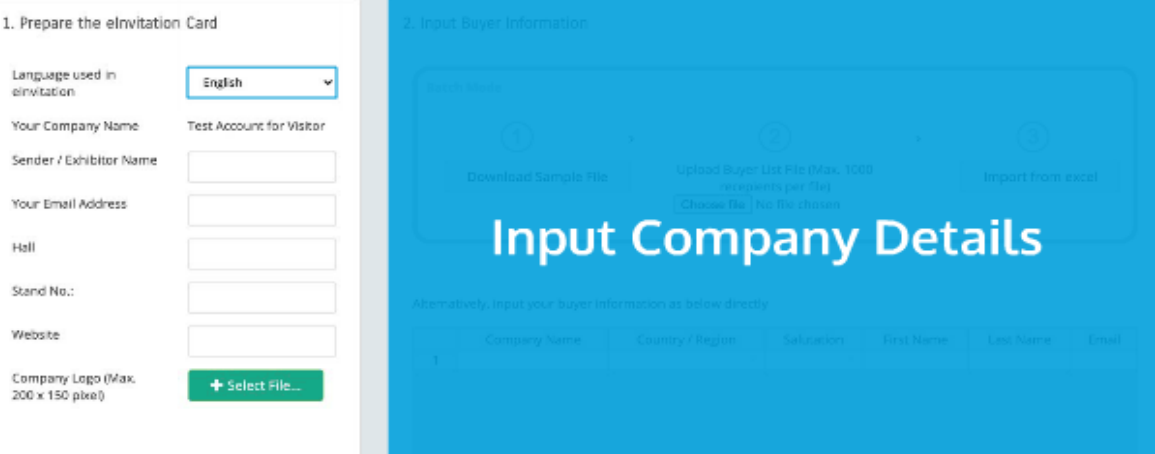 1. Prepare the eInvitation Card
Language used in
eInvitation
English
Your Company Name
Test Account for Visitor
Sender / Exhibitor Name
Your Email Address
Hall
Stand No.:
Website
Company Logo (Max.
200 x 150 pixel)
+ Select File...
2. Input Buyer Information
Batch Mode
1
2
3
Download Sample File
Upload Buyer List File (Max. 1000
recepients per file)
Choose file No file chosen
Import from excel
Input Company Details
Alternatively, input your buyer information as below directly
Company Name Country / Region Salutation First Name Last Name Email
1